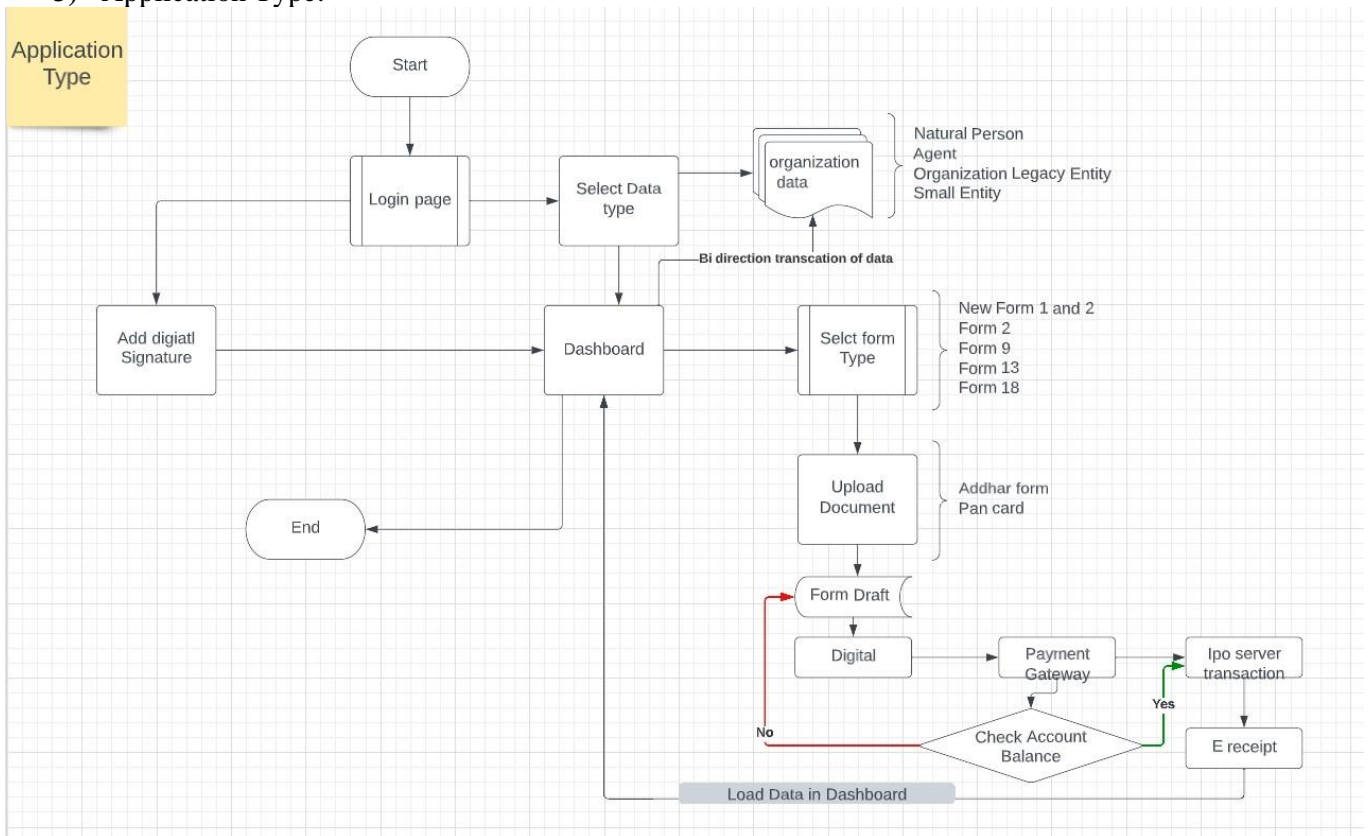 Application Type:
Application
Type
Start
Login page
Select Data
type
organization
data
Natural Person
Agent
Organization Legacy Entity
Small Entity
Bi direction transcation of data
Add digiatl
Signature
Dashboard
Selct form
Type
New Form 1 and 2
Form 2
Form 9
Form 13
Form 18
Upload
Document
Addhar form
Pan card
End
Form Draft
Digital
Payment
Gateway
Ipo server
transaction
Yes
No
Check Account
Balance
E receipt
Load Data in Dashboard